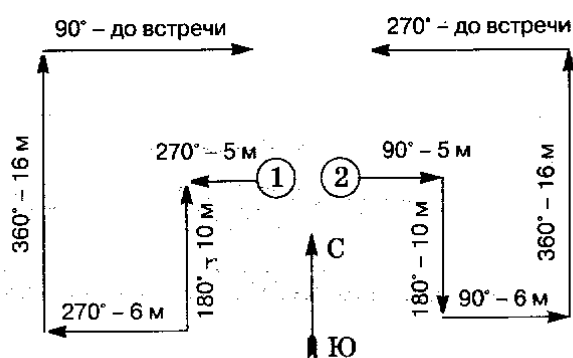 90° – до встречи
270° – до встречи
270° – 5 м
90° – 5 м
1
2
360° – 16 м
180° – 10 м
180° – 10 м
360° – 16 м
С
270° – 6 м
90° – 6 м
Ю